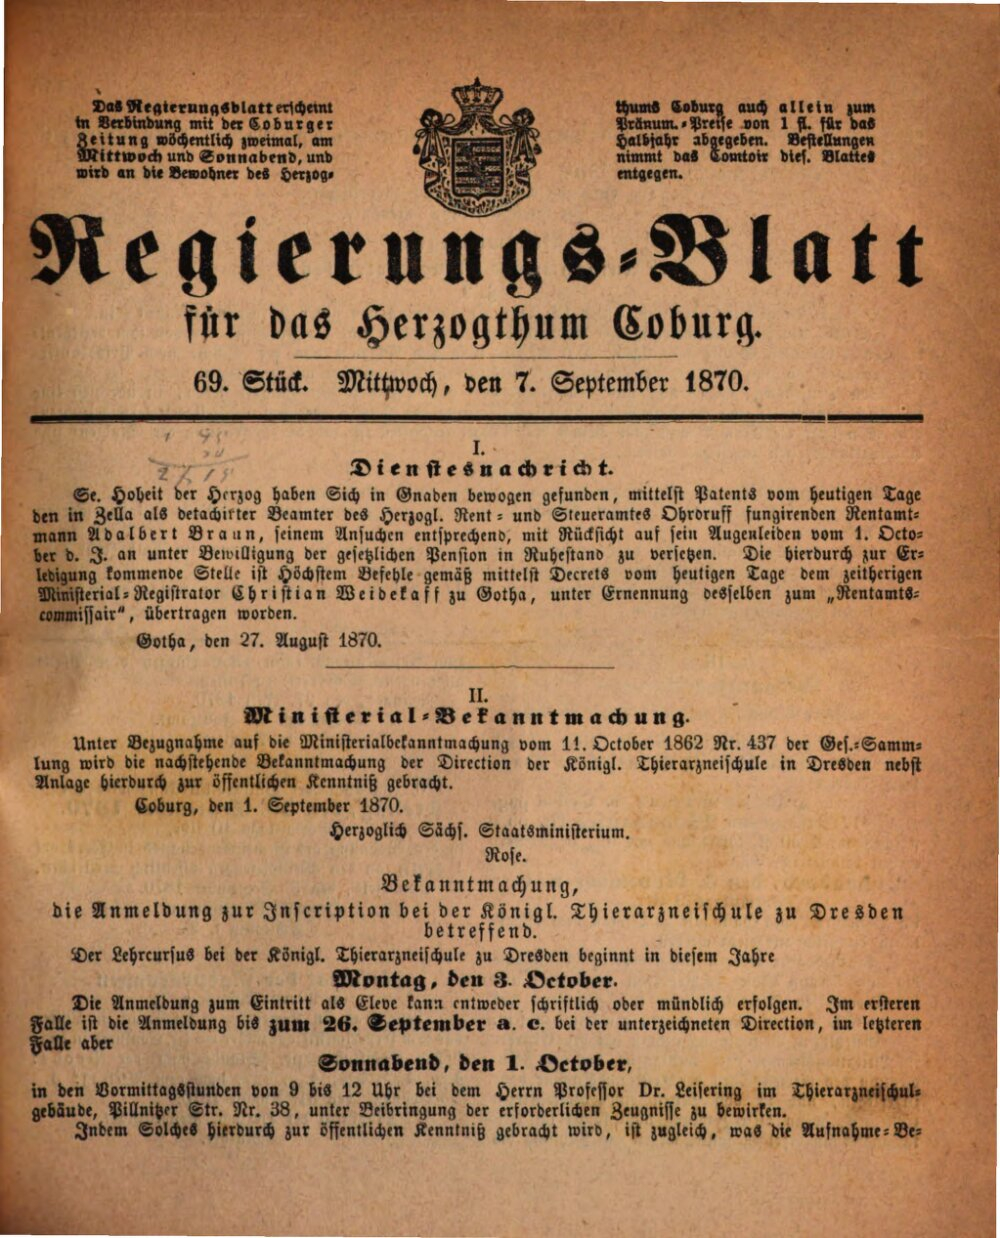 Das Regierungsblatt erscheint
in Verbindung mit der Coburger
Zeitung wöchentlich zweimal, am
Mittwoch und Sonnabend, und
wird an die Bewohner des Herzog-
thums Coburg auch allein zum
Pränum.-Preise von 1 fl. für das
Halbjahr abgegeben. Bestellungen
nimmt das Comtoir dies. Blattes
entgegen.
Regierungs-Blatt
für das Herzogthum Coburg.
69. Stück. Mittwoch, den 7. September 1870.
I.
Dienstesnachricht.
Se. Hoheit der Herzog haben Sich in Gnaden bewogen gefunden, mittelst Patents vom heutigen Tage
den in Zella als detachirter Beamter des Herzogl. Rent- und Steueramtes Ohrdruff fungirenden Rentamt-
mann Adalbert Braun, seinem Ansuchen entsprechend, mit Rücksicht auf sein Augenleiden vom 1. Octo-
ber d. J. an unter Bewilligung der gesetzlichen Pension in Ruhestand zu versetzen. Die hierdurch zur Er-
ledigung kommende Stelle ist Höchstem Befehle gemäß mittelst Decrets vom heutigen Tage dem zeitherigen
Ministerial-Registrator Christian Weidekaff zu Gotha, unter Ernennung desselben zum „Rentamts-
commissair", übertragen worden.
Gotha, den 27. August 1870.
II.
Ministerial-Bekanntmachung.
Unter Bezugnahme auf die Ministerialbekanntmachung vom 11. October 1862 Nr. 437 der Ges.-Samm-
lung wird die nachstehende Bekanntmachung der Direction der Königl. Thierarzneischule in Dresden nebst
Anlage hierdurch zur öffentlichen Kenntniß gebracht.
Coburg, den 1. September 1870.
Herzoglich Sächs. Staatsministerium.
Rose.
Bekanntmachung,
die Anmeldung zur Inscription bei der Königl. Thierarzneischule zu Dresden
betreffend.
Der Lehrcursus bei der Königl. Thierarzneischule zu Dresden beginnt in diesem Jahre
Montag, den 3. October.
Die Anmeldung zum Eintritt als Eleve kann entweder schriftlich oder mündlich erfolgen. Im ersteren
Falle ist die Anmeldung bis zum 26. September a. c. bei der unterzeichneten Direction, im letzteren
Falle aber
Sonnabend, den 1. October,
in den Vormittagsstunden von 9 bis 12 Uhr bei dem Herrn Professor Dr. Leisering im Thierarzneischul-
gebäude, Pillnitzer Str. Nr. 38, unter Beibringung der erforderlichen Zeugnisse zu bewirken.
Indem Solches hierdurch zur öffentlichen Kenntniß gebracht wird, ist zugleich, was die Aufnahme-Be-